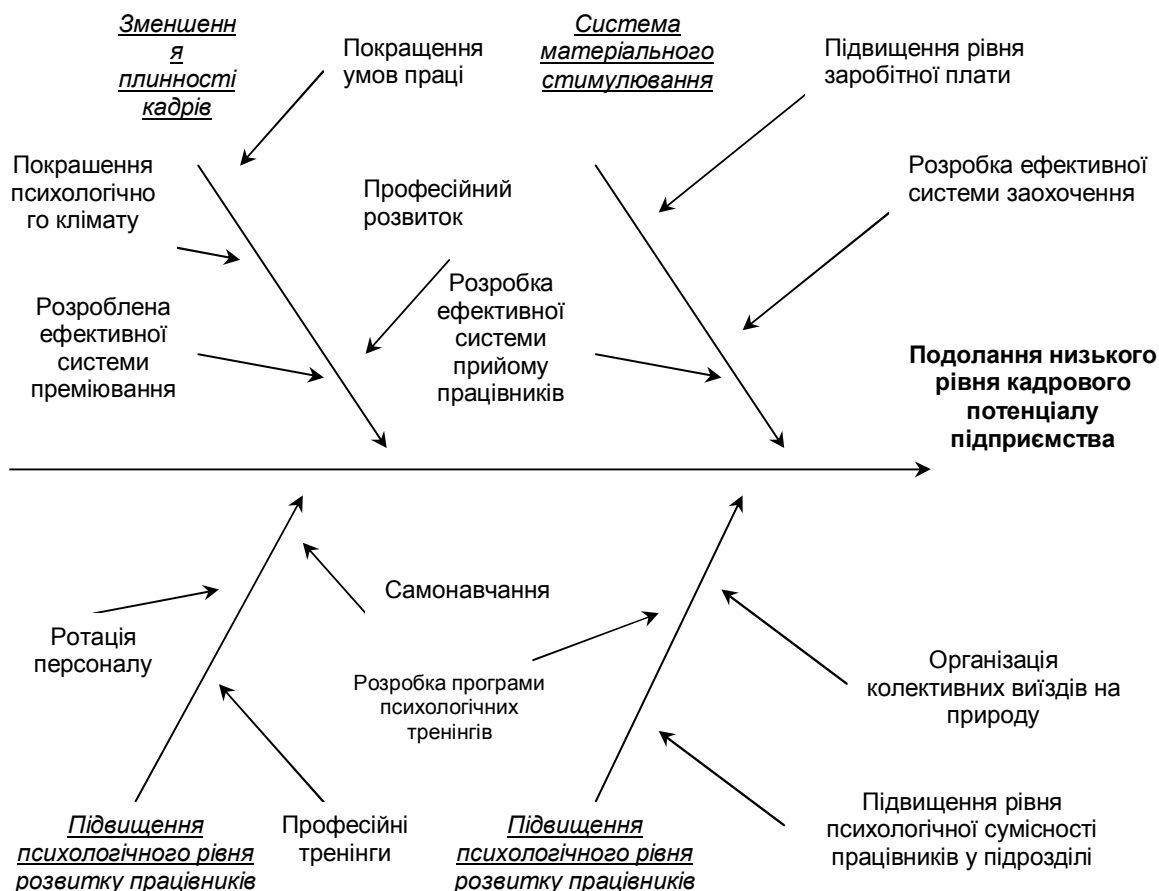 Зменшенн
я
плинності
кадрів
Покращення
умов праці
Система
матеріального
стимулювання
Підвищення рівня
заробітної плати
Покрашення
психологічно
го клімату
Професійний
розвиток
Розробка ефективної
системи заохочення
Розроблена
ефективної
системи
преміювання
Розробка
ефективної
системи
прийому
працівників
Подолання низького
рівня кадрового
потенціалу
підприємства
Ротація
персоналу
Самонавчання
Розробка програми
психологічних
тренінгів
Організація
колективних виїздів на
природу
Підвищення
психологічного рівня
розвитку працівників
Професійні
тренінги
Підвищення
психологічного рівня
розвитку працівників
Підвищення рівня
психологічної сумісності
працівників у підрозділі